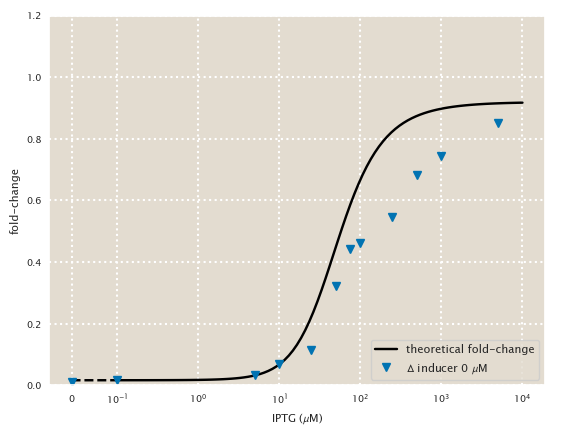 1.2
1.0
0.8
0.6
0.4
0.2
0.0
fold–change
theoretical fold–change
Δ inducer 0 μM
0 10⁻¹ 10⁰ 10¹ 10² 10³ 10⁴
IPTG (μM)